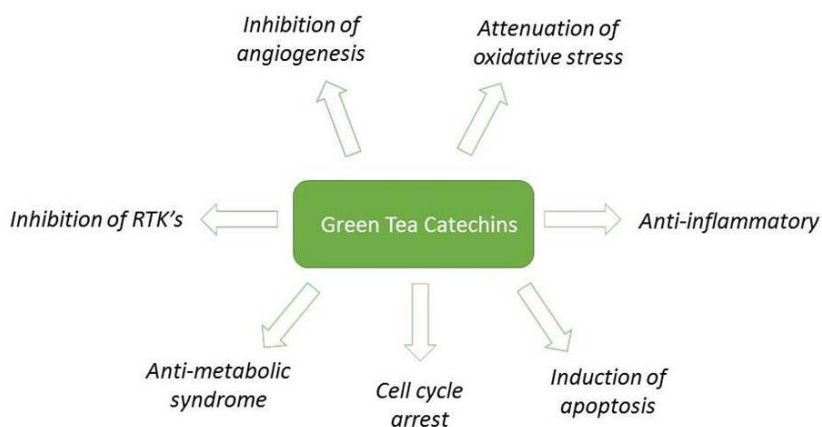 Inhibition of
angiogenesis
Attenuation of
oxidative stress
Inhibition of RTK's
Green Tea Catechins
Anti-inflammatory
Anti-metabolic
syndrome
Cell cycle
arrest
Induction of
apoptosis